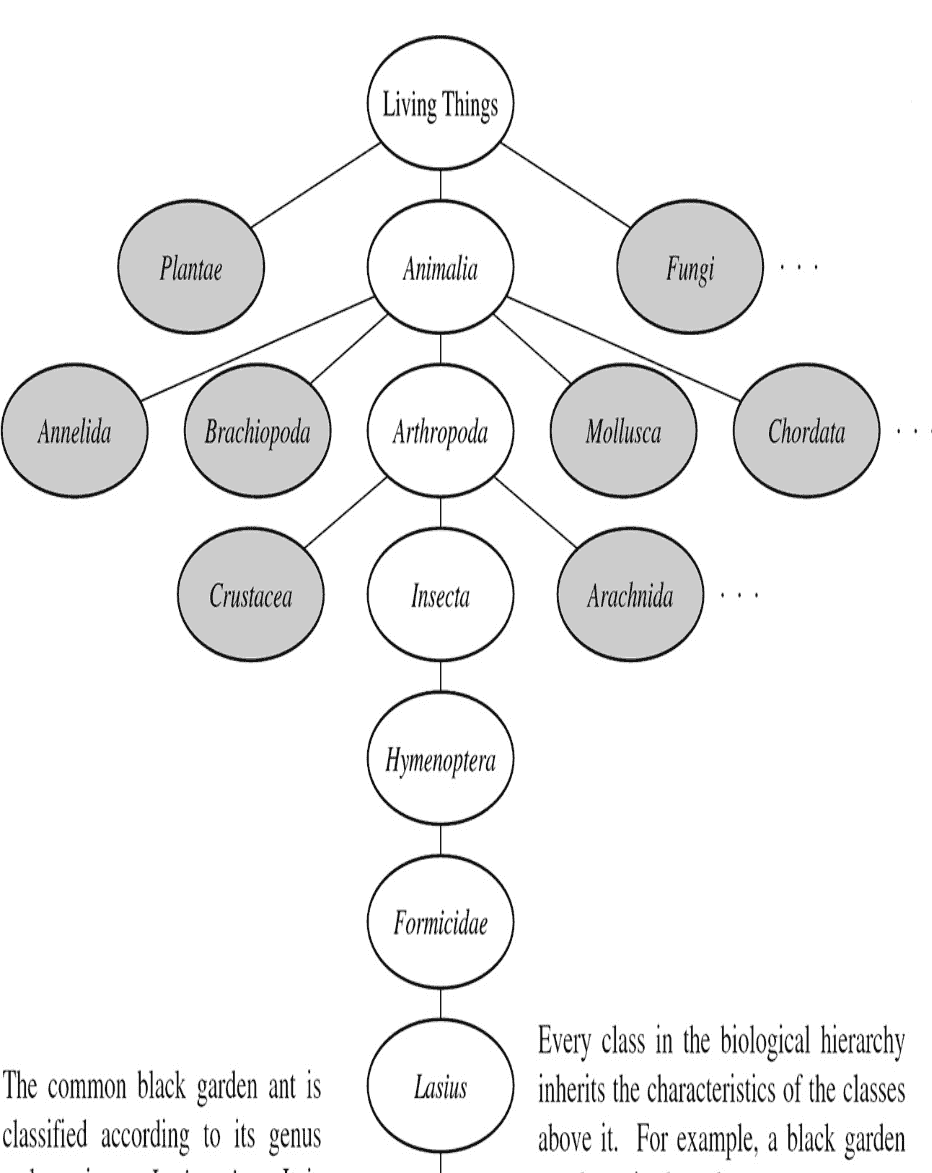 Living Things
Plantae
Animalia
Fungi
. . .
Annelida
Brachiopoda
Arthropoda
Mollusca
Chordata
. . .
Crustacea
Insecta
Arachnida
. . .
Hymenoptera
Formicidae
Lasius
The common black garden ant is
classified according to its genus
Every class in the biological hierarchy
inherits the characteristics of the classes
above it. For example, a black garden